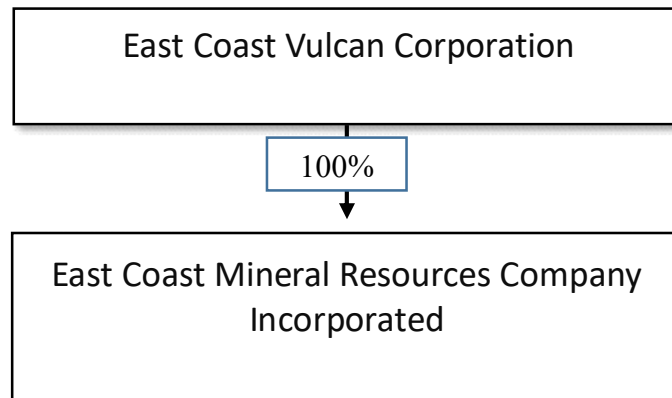 East Coast Vulcan Corporation
100%
East Coast Mineral Resources Company
Incorporated